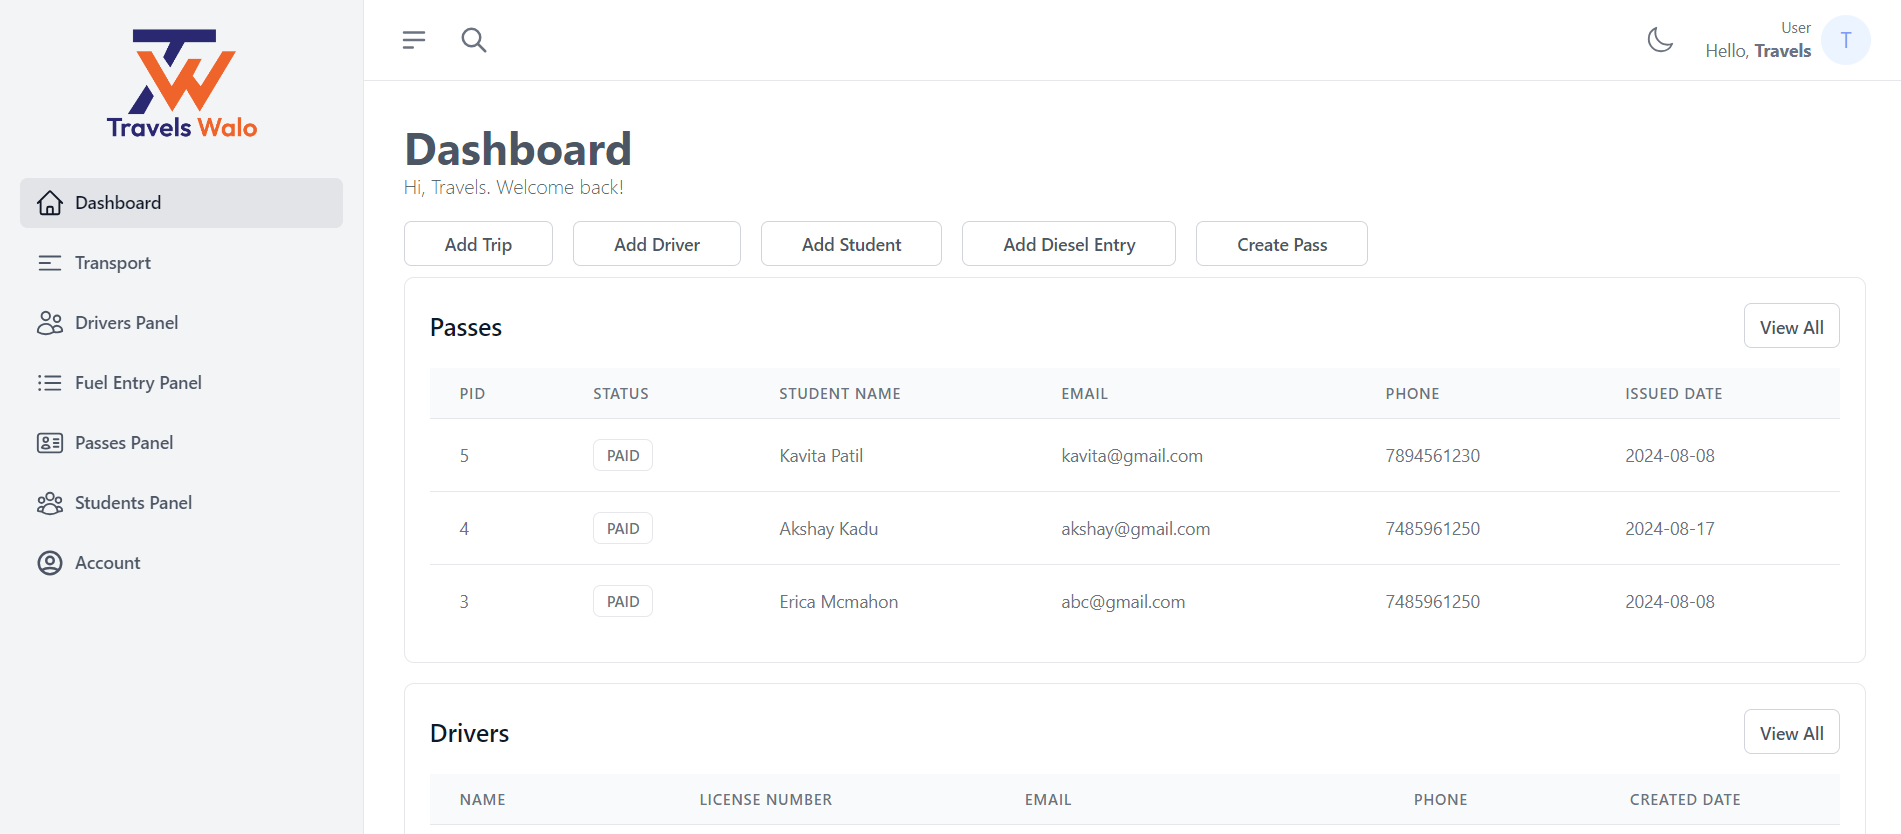 Travels Walo
Dashboard
Transport
Drivers Panel
Fuel Entry Panel
Passes Panel
Students Panel
Account
User
Hello, Travels
T
Dashboard
Hi, Travels. Welcome back!
Add Trip Add Driver Add Student Add Diesel Entry Create Pass
Passes View All
PID STATUS STUDENT NAME EMAIL PHONE ISSUED DATE
5 PAID Kavita Patil kavita@gmail.com 7894561230 2024-08-08
4 PAID Akshay Kadu akshay@gmail.com 7485961250 2024-08-17
3 PAID Erica Mcmahon abc@gmail.com 7485961250 2024-08-08
Drivers View All
NAME LICENSE NUMBER EMAIL PHONE CREATED DATE